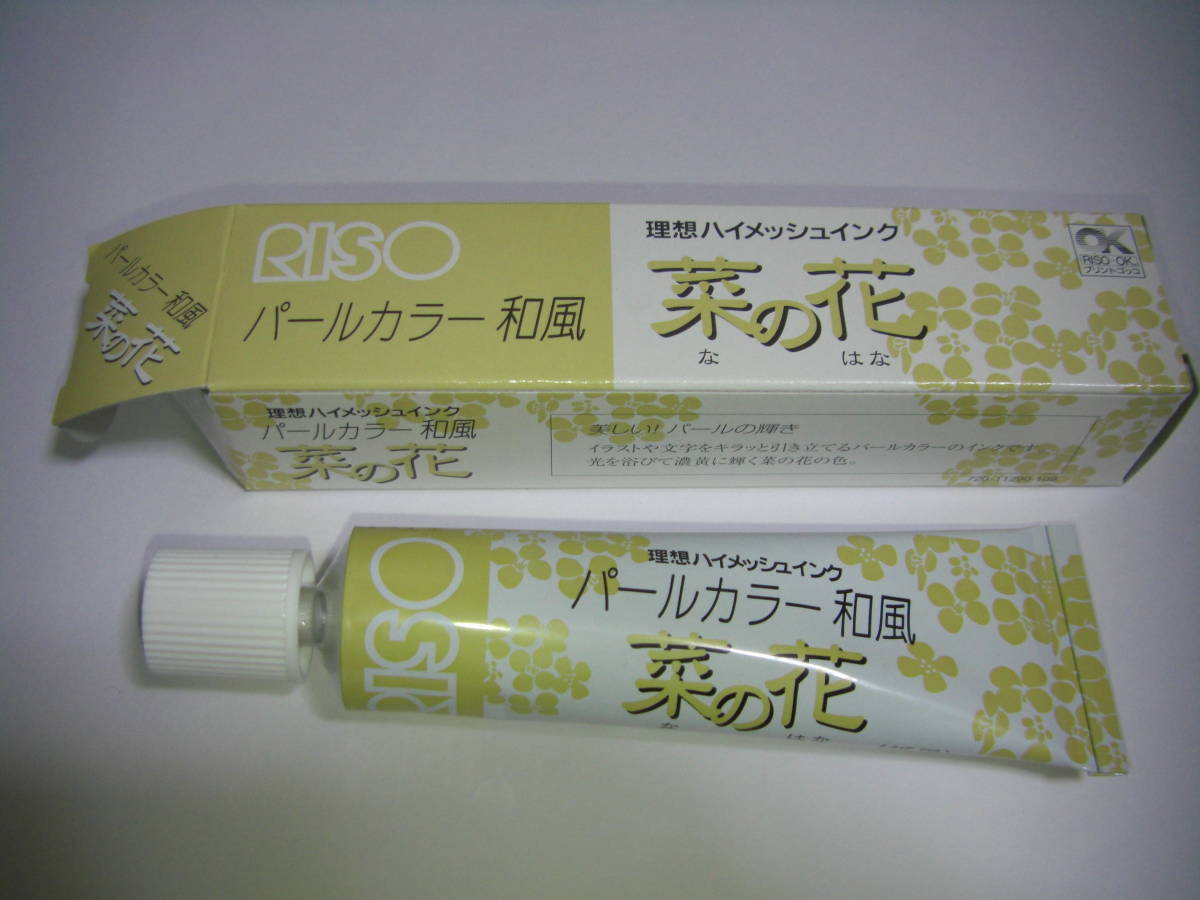 RISO
パールカラー 和風
理想ハイメッシュインク
菜の花
な はな
OK
RISO OK.
プリントゴッコ
パールカラー 和風
菜の花
理想ハイメッシュインク
パールカラー 和風
菜の花
美しい!! パールの輝き
イラストや文字をキラッと引き立てるパールカラーのインクです
光を浴びて濃黄に輝く菜の花の色。
RISO
理想ハイメッシュインク
パールカラー 和風
菜の花
な はな